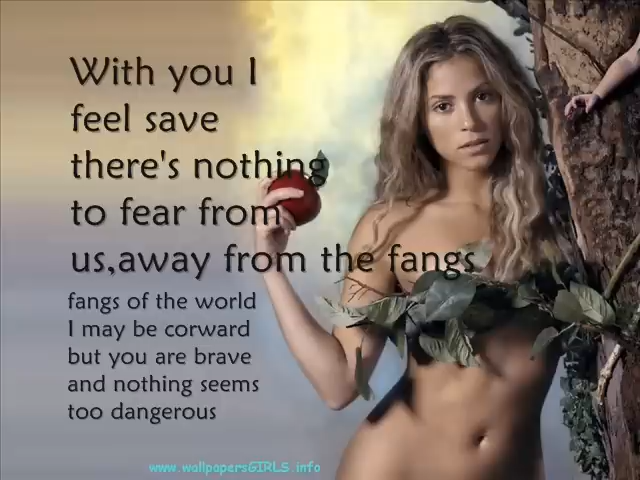 With you I
feel save
there's nothing
to fear from
us,away from the fangs
fangs of the world
I may be corward
but you are brave
and nothing seems
too dangerous
www.wallpapersGIRLS.info